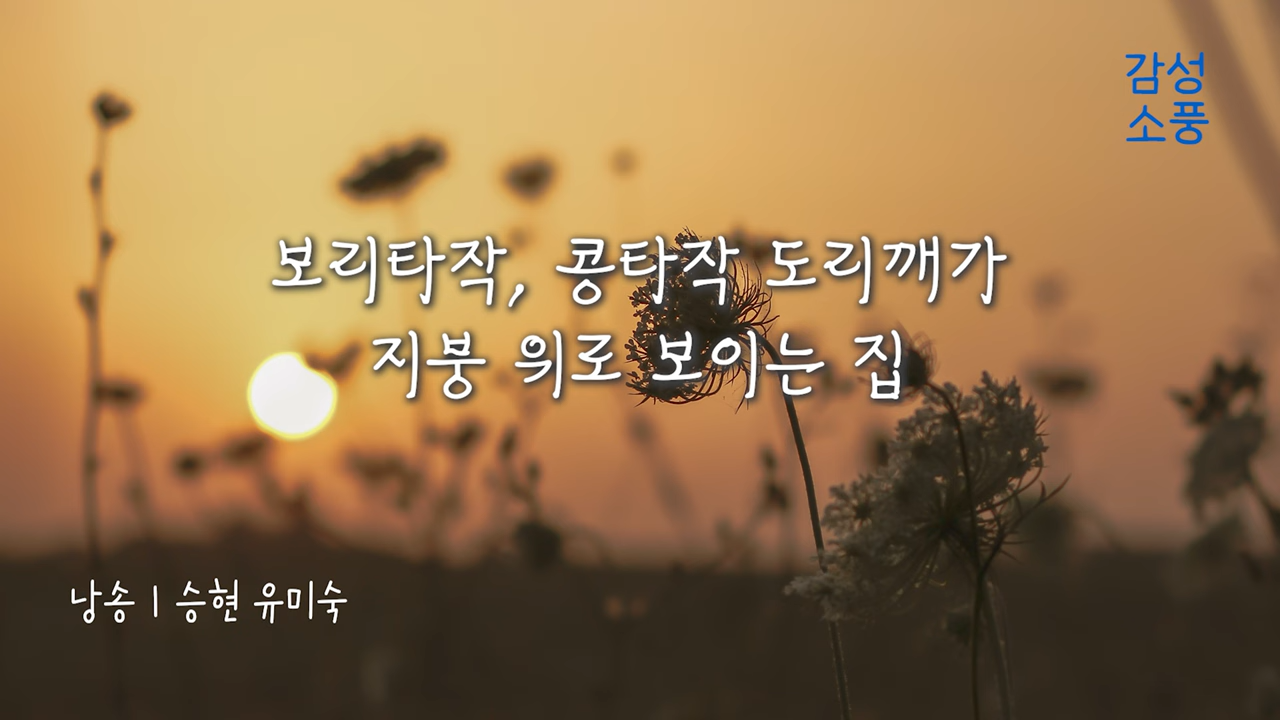 감성
소풍
보리타작, 콩타작 도리깨가
지붕 위로 보이는 집
낭송 | 승현 유미숙